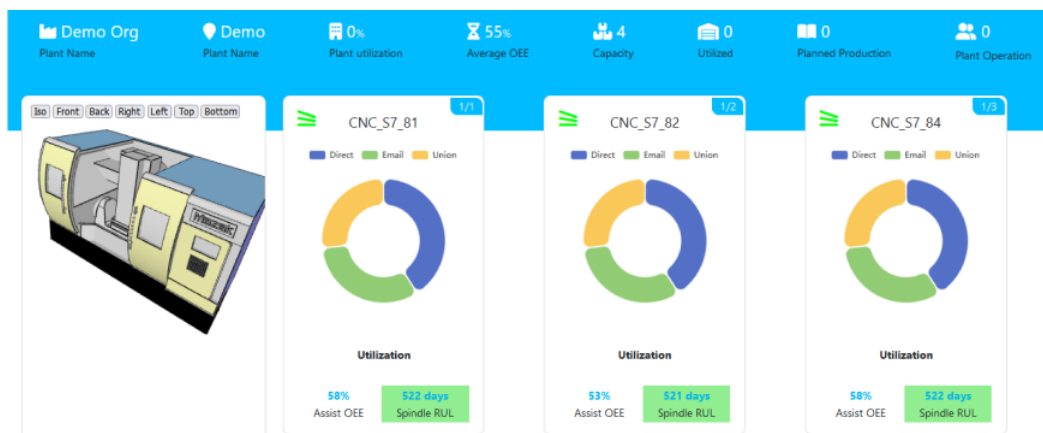 Demo Org
Plant Name
Demo
Plant Name
0%
Plant utilization
55%
Average OEE
4
Capacity
0
Utilized
0
Planned Production
0
Plant Operation
Iso Front Back Right Left Top Bottom
Mazak
1/1
CNC_S7_81
Direct Email Union
Utilization
58%
Assist OEE
522 days
Spindle RUL
1/2
CNC_S7_82
Direct Email Union
Utilization
53%
Assist OEE
521 days
Spindle RUL
1/3
CNC_S7_84
Direct Email Union
Utilization
58%
Assist OEE
522 days
Spindle RUL